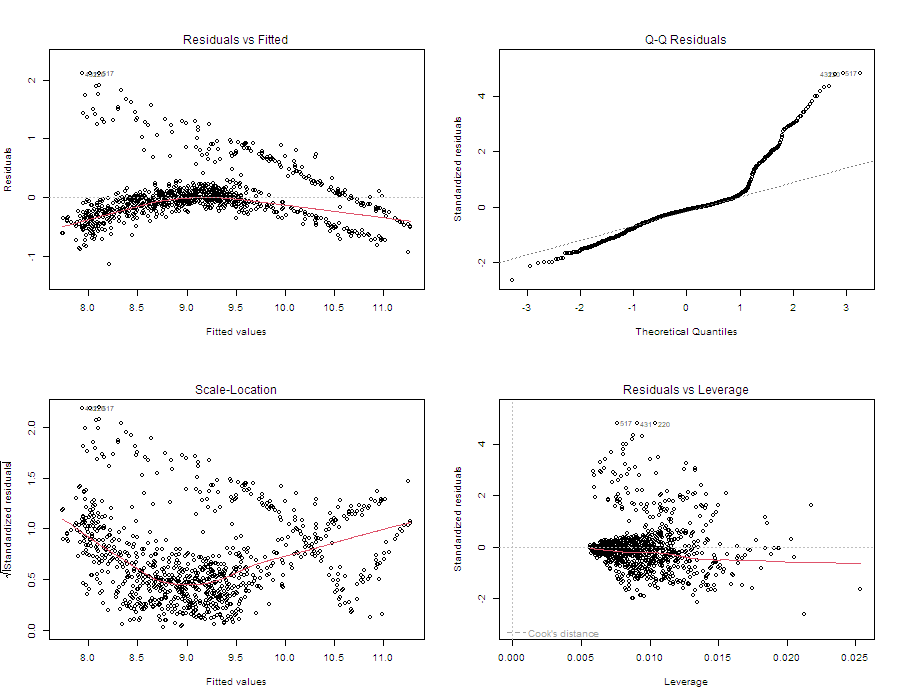 Residuals vs Fitted
517
2
1
0
-1
Residuals
8.0 8.5 9.0 9.5 10.0 10.5 11.0
Fitted values
Q-Q Residuals
517
4
2
0
-2
Standardized residuals
-3 -2 -1 0 1 2 3
Theoretical Quantiles
Scale-Location
517
2.0
1.5
1.0
0.5
0.0
√|Standardized residuals|
8.0 8.5 9.0 9.5 10.0 10.5 11.0
Fitted values
Residuals vs Leverage
517 431 220
4
2
0
-2
Standardized residuals
Cook's distance
0.000 0.005 0.010 0.015 0.020 0.025
Leverage